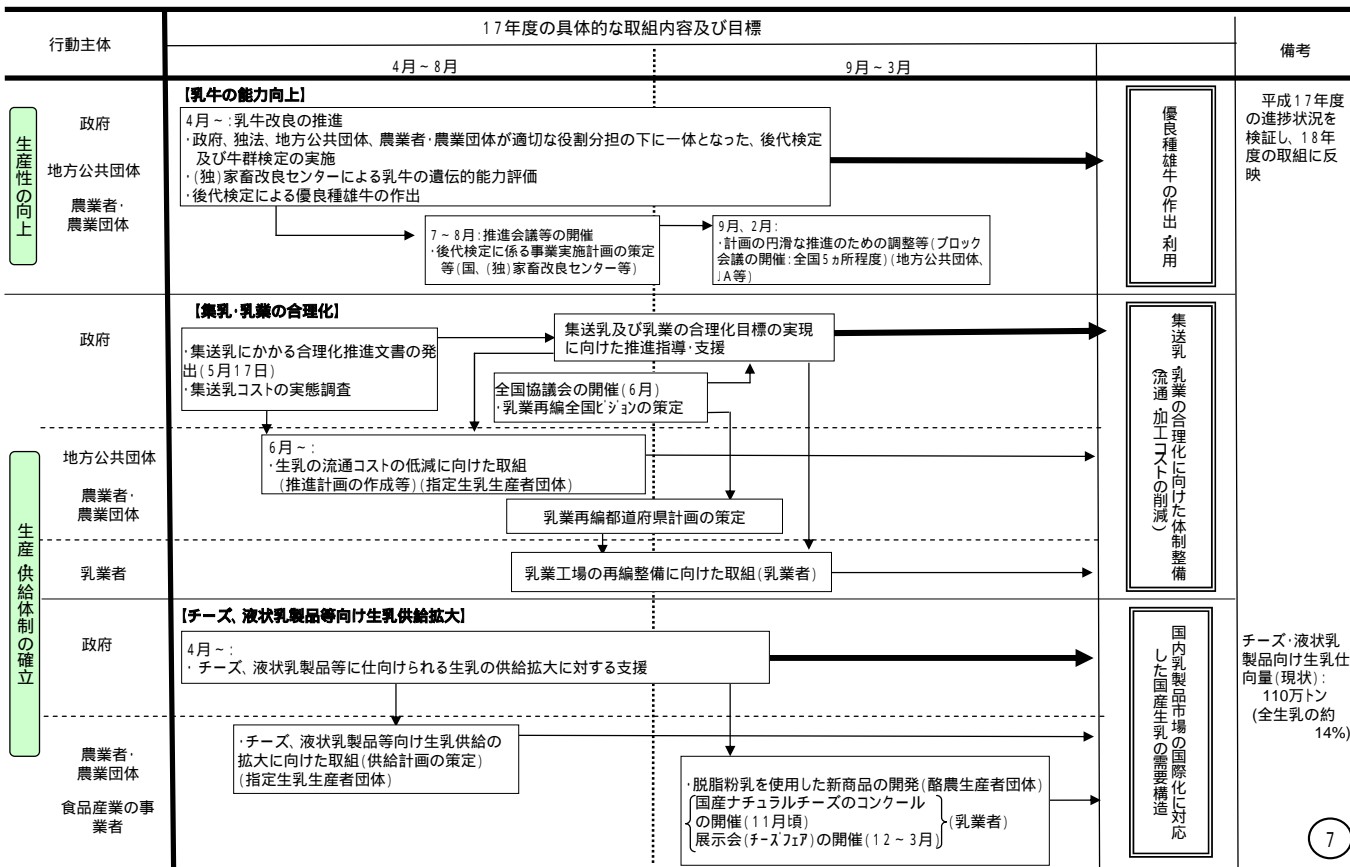 行動主体
17年度の具体的な取組内容及び目標
備考
4月~8月
9月~3月
生産性の向上
政府
地方公共団体
農業者・
農業団体
【乳牛の能力向上】
4月~:乳牛改良の推進
・政府、独法、地方公共団体、農業者・農業団体が適切な役割分担の下に一体となった、後代検定
及び牛群検定の実施
・(独)家畜改良センターによる乳牛の遺伝的能力評価
・後代検定による優良種雄牛の作出
7~8月:推進会議等の開催
・後代検定に係る事業実施計画の策定
等(国、(独)家畜改良センター等)
9月、2月:
・計画の円滑な推進のための調整等(ブロック
会議の開催:全国5ヵ所程度)(地方公共団体、
JA等)
優良種雄牛の作出・利用
平成17年度
の進捗状況を
検証し、18年
度の取組に反
映
生産・供給体制の確立
【集乳・乳業の合理化】
政府
・集送乳にかかる合理化推進文書の発
出(5月17日)
・集送乳コストの実態調査
集送乳及び乳業の合理化目標の実現
に向けた推進指導・支援
全国協議会の開催(6月)
・乳業再編全国ビジョンの策定
地方公共団体
農業者・
農業団体
6月~:
・生乳の流通コストの低減に向けた取組
(推進計画の作成等)(指定生乳生産者団体)
乳業再編都道府県計画の策定
乳業者
乳業工場の再編整備に向けた取組(乳業者)
集送乳・乳業の合理化に向けた体制整備
(流通・加工コストの削減)
【チーズ、液状乳製品等向け生乳供給拡大】
政府
4月~:
・チーズ、液状乳製品等に仕向けられる生乳の供給拡大に対する支援
農業者・
農業団体
食品産業の事
業者
・チーズ、液状乳製品等向け生乳供給の
拡大に向けた取組(供給計画の策定)
(指定生乳生産者団体)
・脱脂粉乳を使用した新商品の開発(酪農生産者団体)
国産ナチュラルチーズのコンクール
の開催(11月頃)
展示会(チーズフェア)の開催(12~3月)
(乳業者)
国内乳製品市場の国際化に対応
した国産生乳の需要構造
チーズ・液状乳
製品向け生乳仕
向量(現状):
110万トン
(全生乳の約
14%)
7